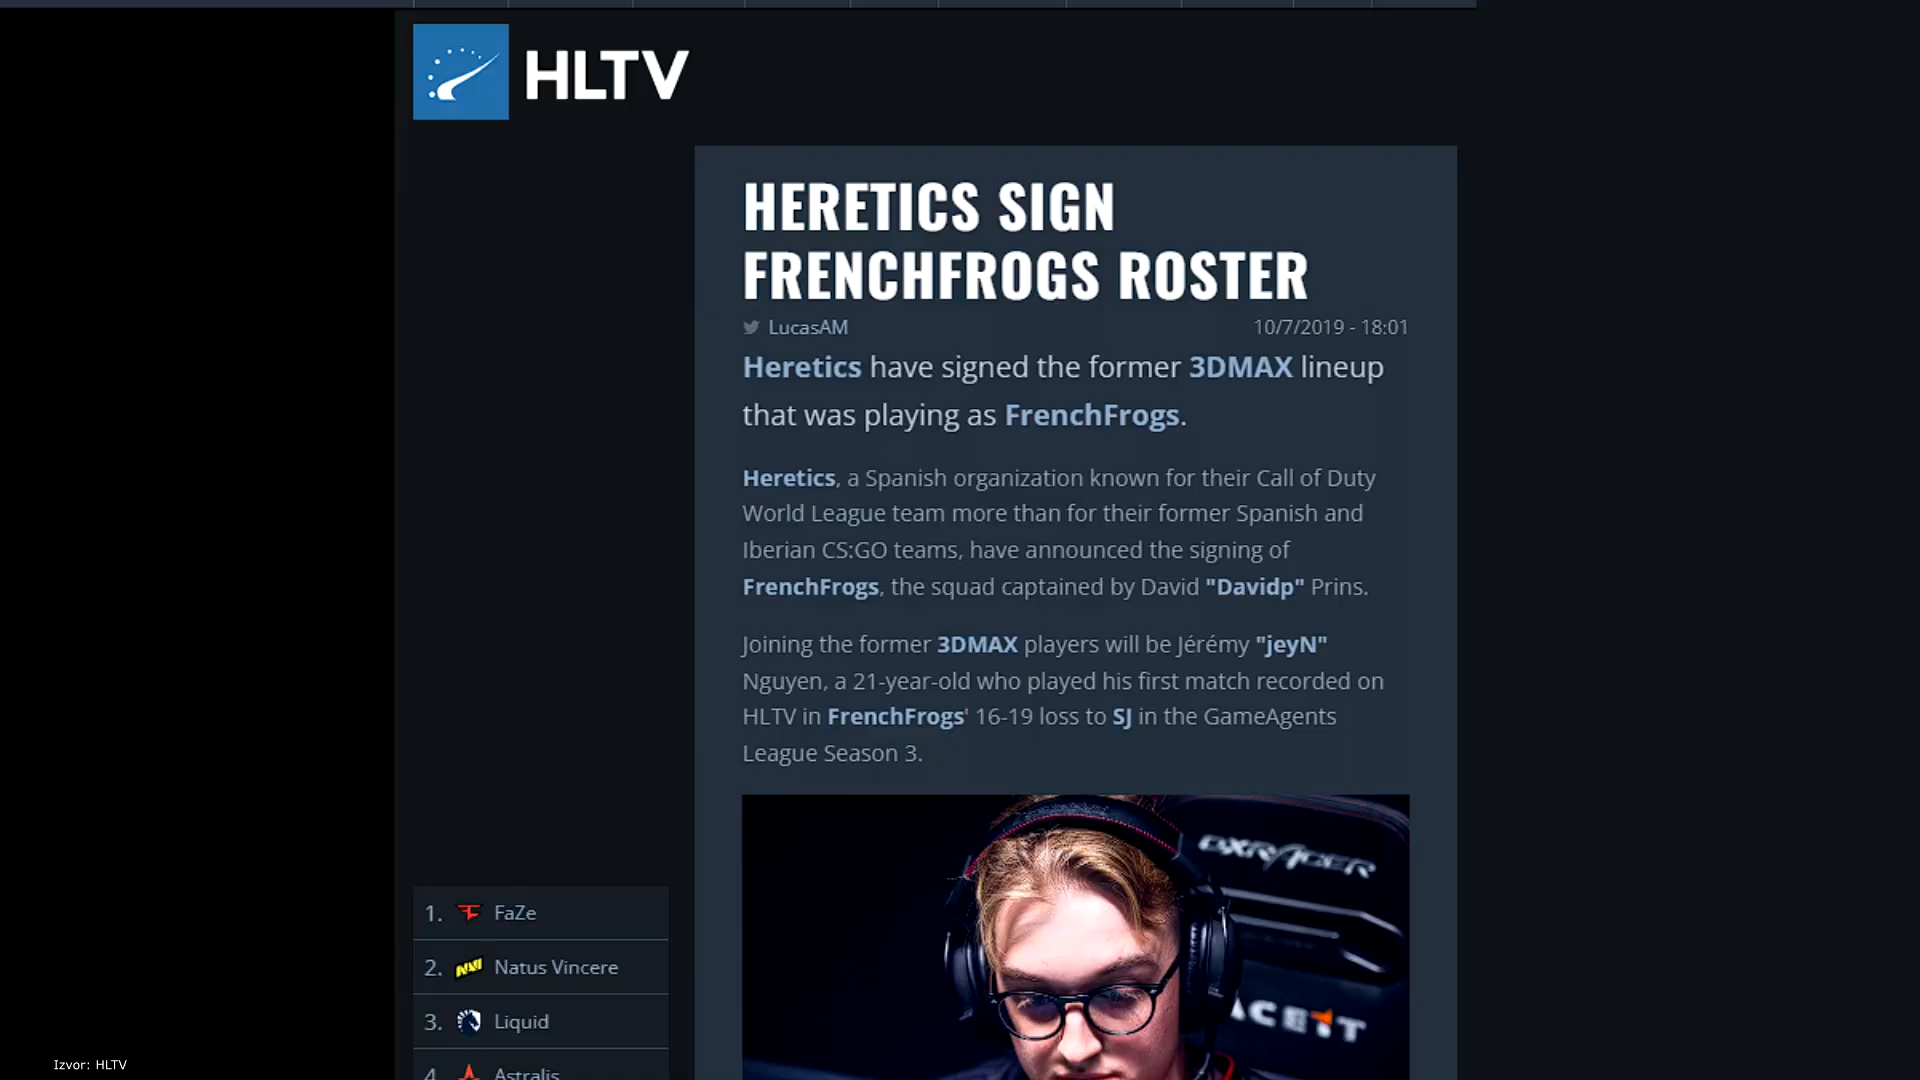 HLTV
HERETICS SIGN
FRENCHFROGS ROSTER
LucasAM
10/7/2019 - 18:01
Heretics have signed the former 3DMAX lineup
that was playing as FrenchFrogs.
Heretics, a Spanish organization known for their Call of Duty
World League team more than for their former Spanish and
Iberian CS:GO teams, have announced the signing of
FrenchFrogs, the squad captained by David "Davidp" Prins.
Joining the former 3DMAX players will be Jérémy "jeyN"
Nguyen, a 21-year-old who played his first match recorded on
HLTV in FrenchFrogs' 16-19 loss to SJ in the GameAgents
League Season 3.
DXRACER
ACEIT
1. FaZe
2. Natus Vincere
3. Liquid
4. Astralis
Izvor: HLTV